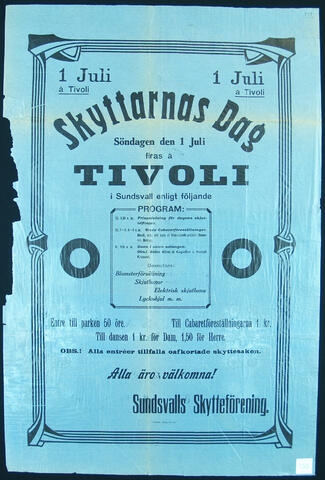 1 Juli
å Tivoli
1 Juli
å Tivoli
Skyttarnas Dag
Söndagen den 1 Juli
firas å
TIVOLI
i Sundsvall enligt följande
PROGRAM:
Blomsterförsäljning
Skjutbanor
Elektrisk skjutbana
Lyckohjul m. m.
Entre till parken 50 öre.
Till Cabaretföreställningarna 1 kr.
Till dansen 1 kr. för Dam, 1,50 för Herre.
OBS.! Alla entréer tillfalla oafkortade skyttesaken.
Alla äro välkomna!
Sundsvalls Skytteförening.